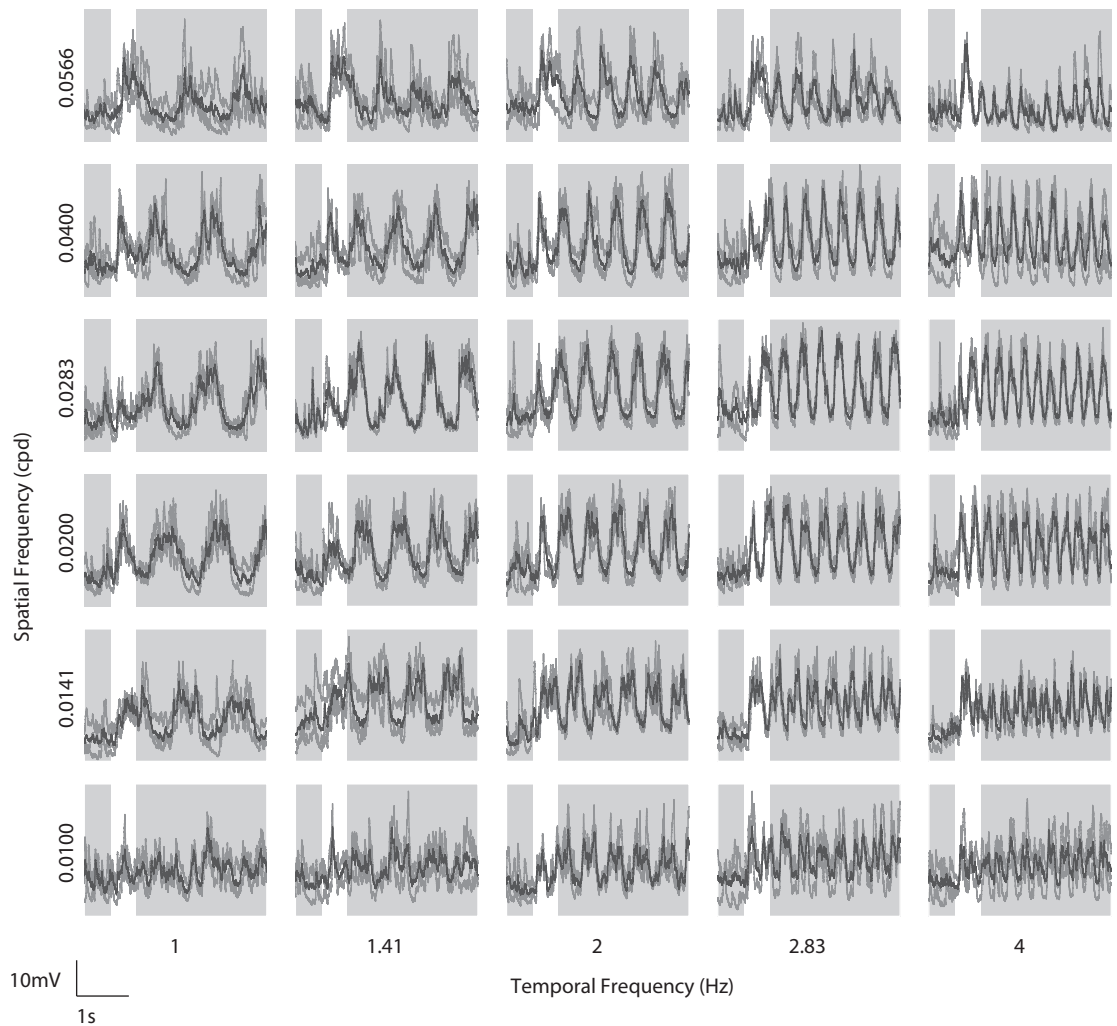 0.0566
0.0400
0.0283
0.0200
0.0141
0.0100
Spatial Frequency (cpd)
1 1.41 2 2.83 4
Temporal Frequency (Hz)
10mV
1s